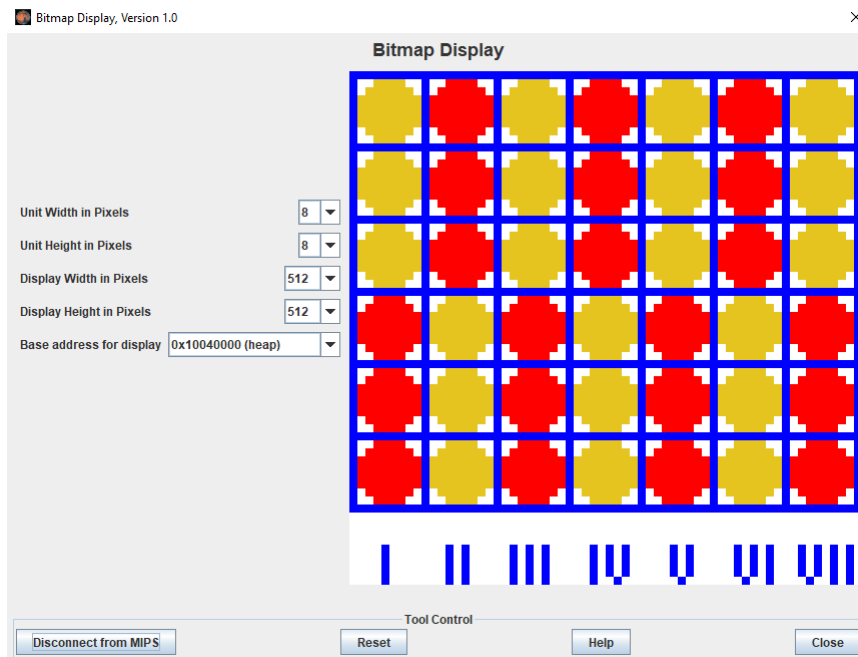 Bitmap Display, Version 1.0
Bitmap Display
Unit Width in Pixels 8
Unit Height in Pixels 8
Display Width in Pixels 512
Display Height in Pixels 512
Base address for display 0x10040000 (heap)
I II III IV V VI VII
Tool Control
Disconnect from MIPS Reset Help Close